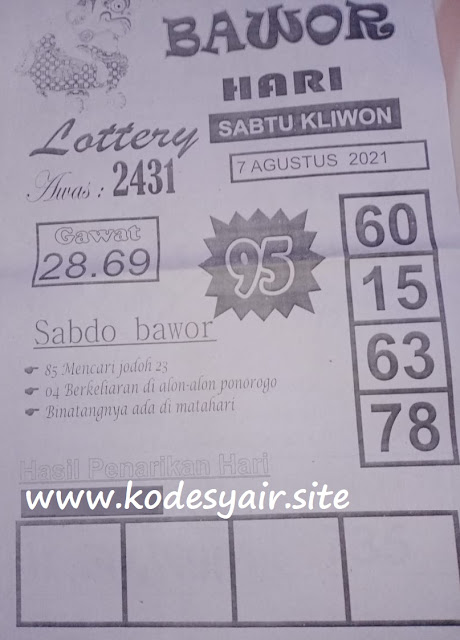 BAWOR
HARI
Lottery
SABTU KLIWON
Awas : 2431
7 AGUSTUS 2021
Gawat
28.69
95
60
15
63
78
Sabdo bawor
85 Mencari jodoh 23
04 Berkeliaran di alon-alon ponorogo
Binatangnya ada di matahari
Hasil Penarikan Hari
www.kodesyair.site